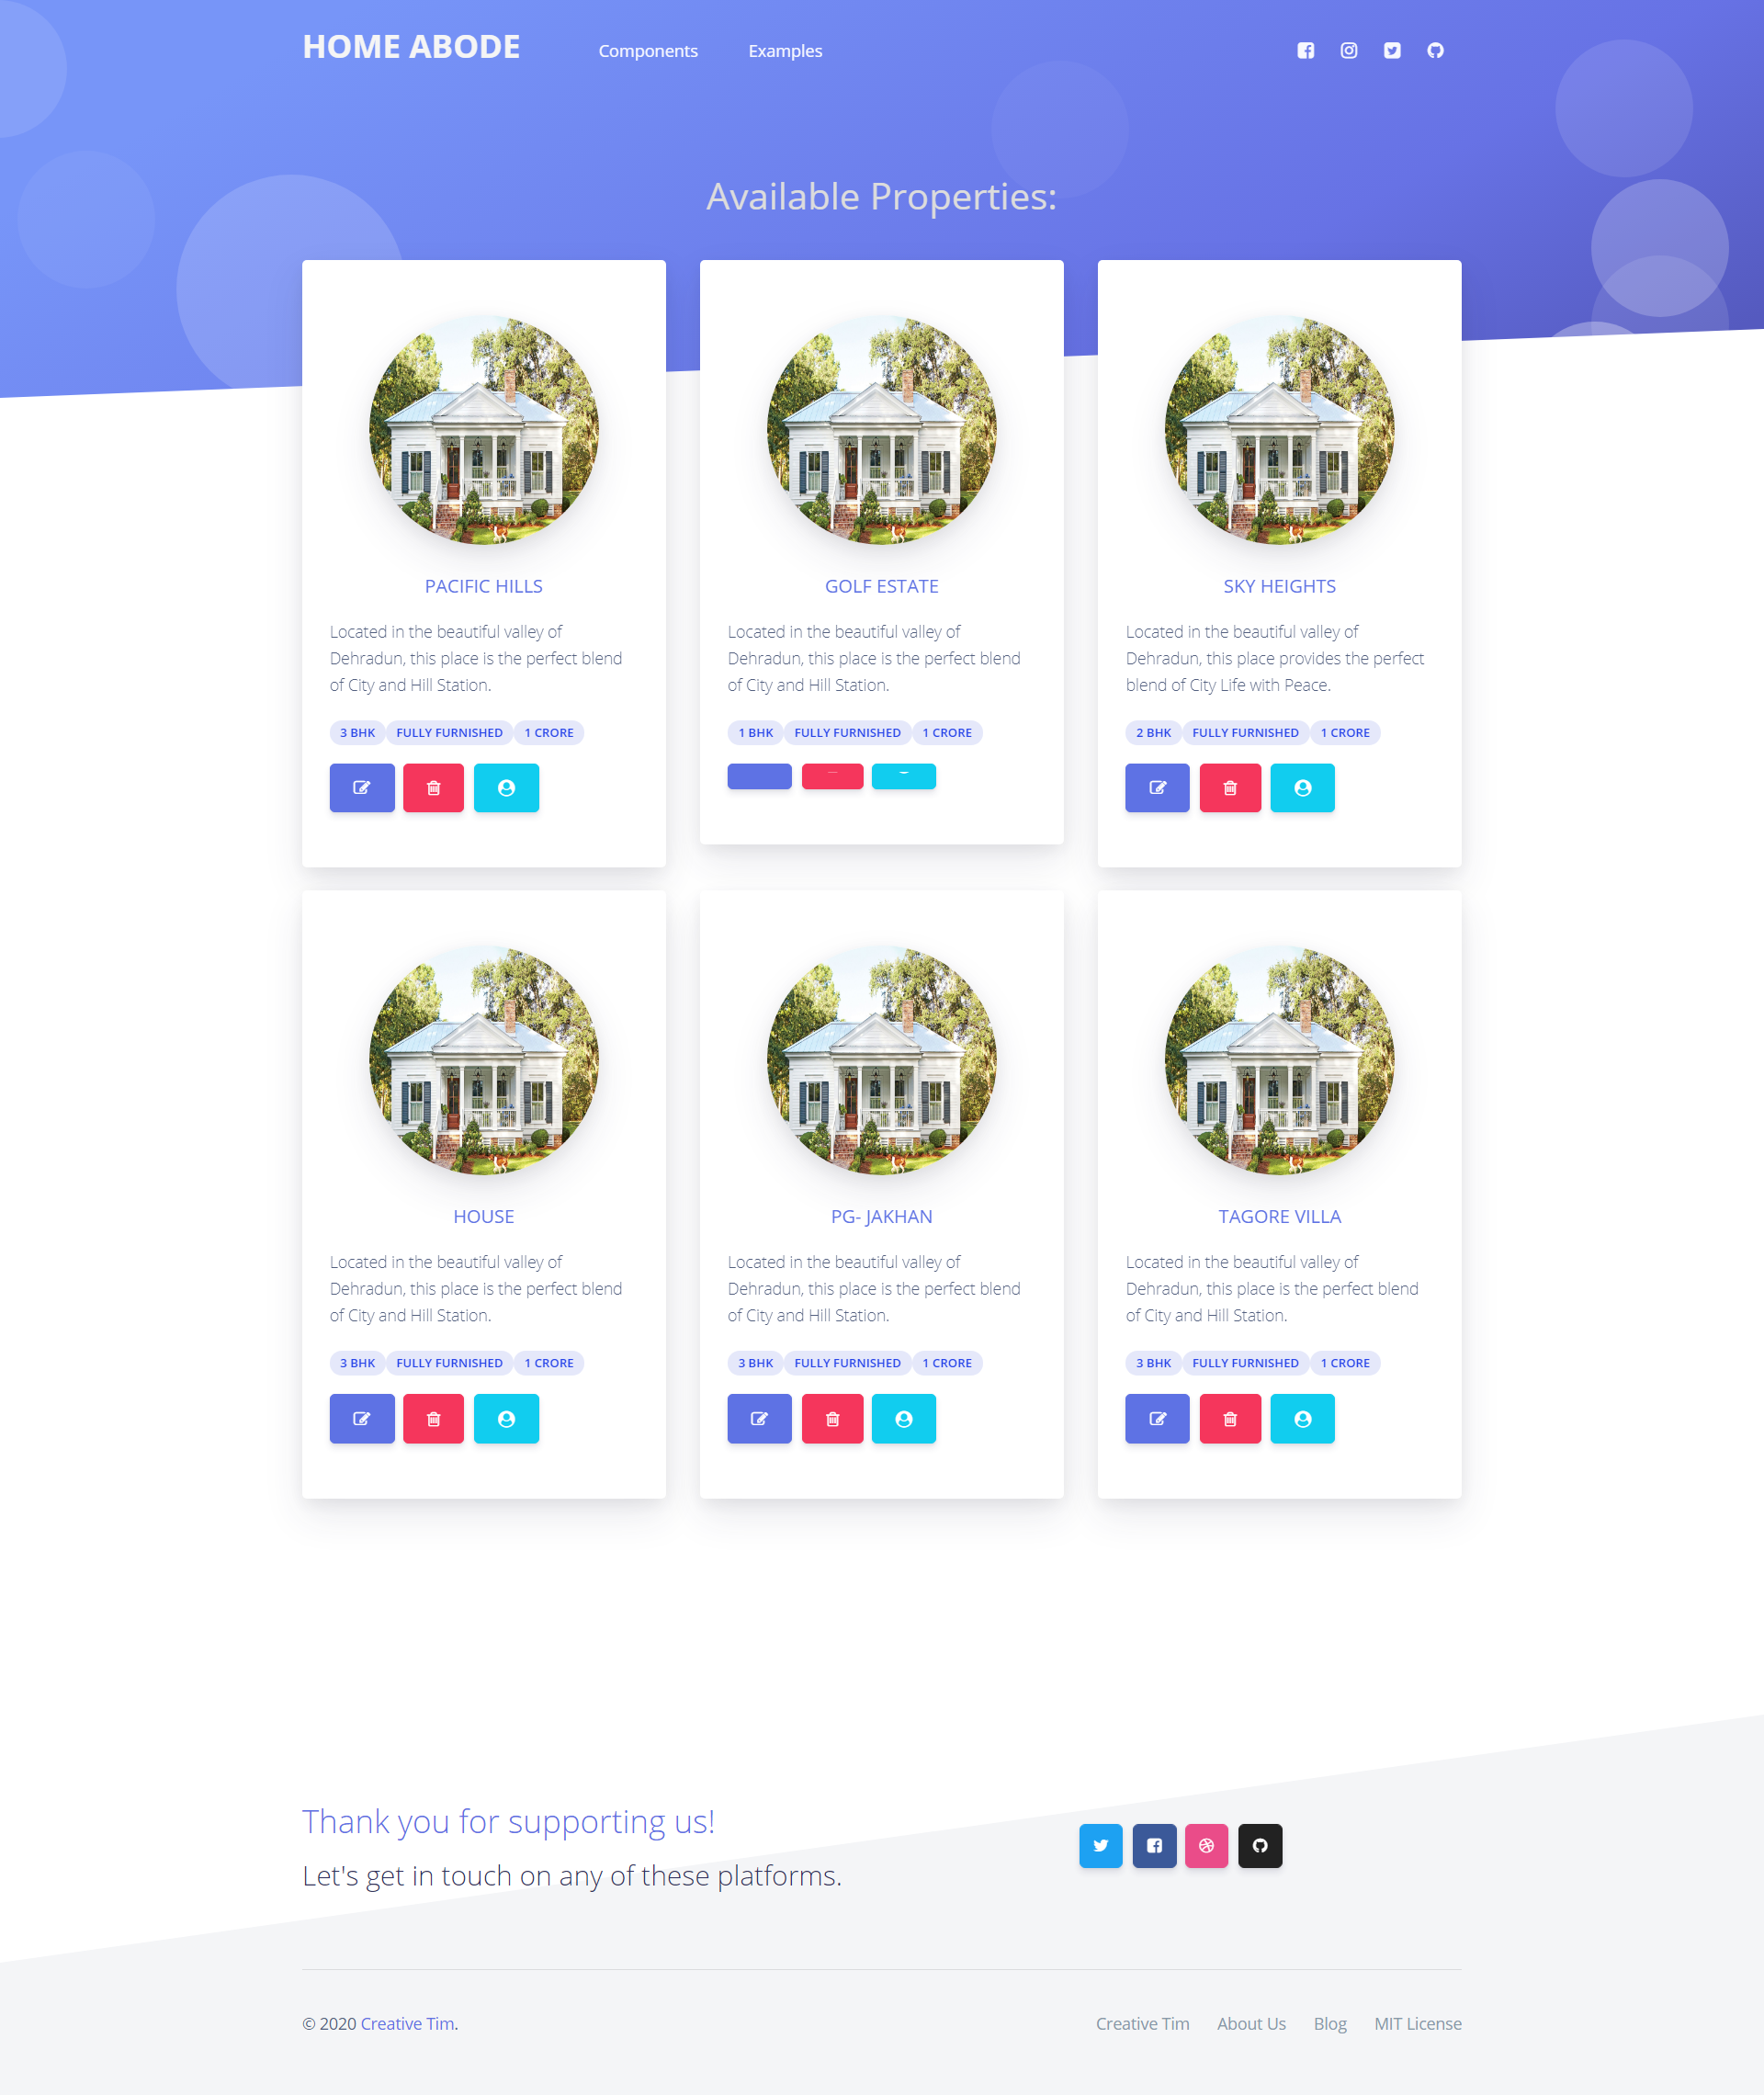 HOME ABODE
Components
Examples
Available Properties:
PACIFIC HILLS
Located in the beautiful valley of
Dehradun, this place is the perfect blend
of City and Hill Station.
3 BHK FULLY FURNISHED 1 CRORE
GOLF ESTATE
Located in the beautiful valley of
Dehradun, this place is the perfect blend
of City and Hill Station.
1 BHK FULLY FURNISHED 1 CRORE
SKY HEIGHTS
Located in the beautiful valley of
Dehradun, this place provides the perfect
blend of City Life with Peace.
2 BHK FULLY FURNISHED 1 CRORE
HOUSE
Located in the beautiful valley of
Dehradun, this place is the perfect blend
of City and Hill Station.
3 BHK FULLY FURNISHED 1 CRORE
PG- JAKHAN
Located in the beautiful valley of
Dehradun, this place is the perfect blend
of City and Hill Station.
3 BHK FULLY FURNISHED 1 CRORE
TAGORE VILLA
Located in the beautiful valley of
Dehradun, this place is the perfect blend
of City and Hill Station.
3 BHK FULLY FURNISHED 1 CRORE
Thank you for supporting us!
Let's get in touch on any of these platforms.
© 2020 Creative Tim.
Creative Tim About Us Blog MIT License